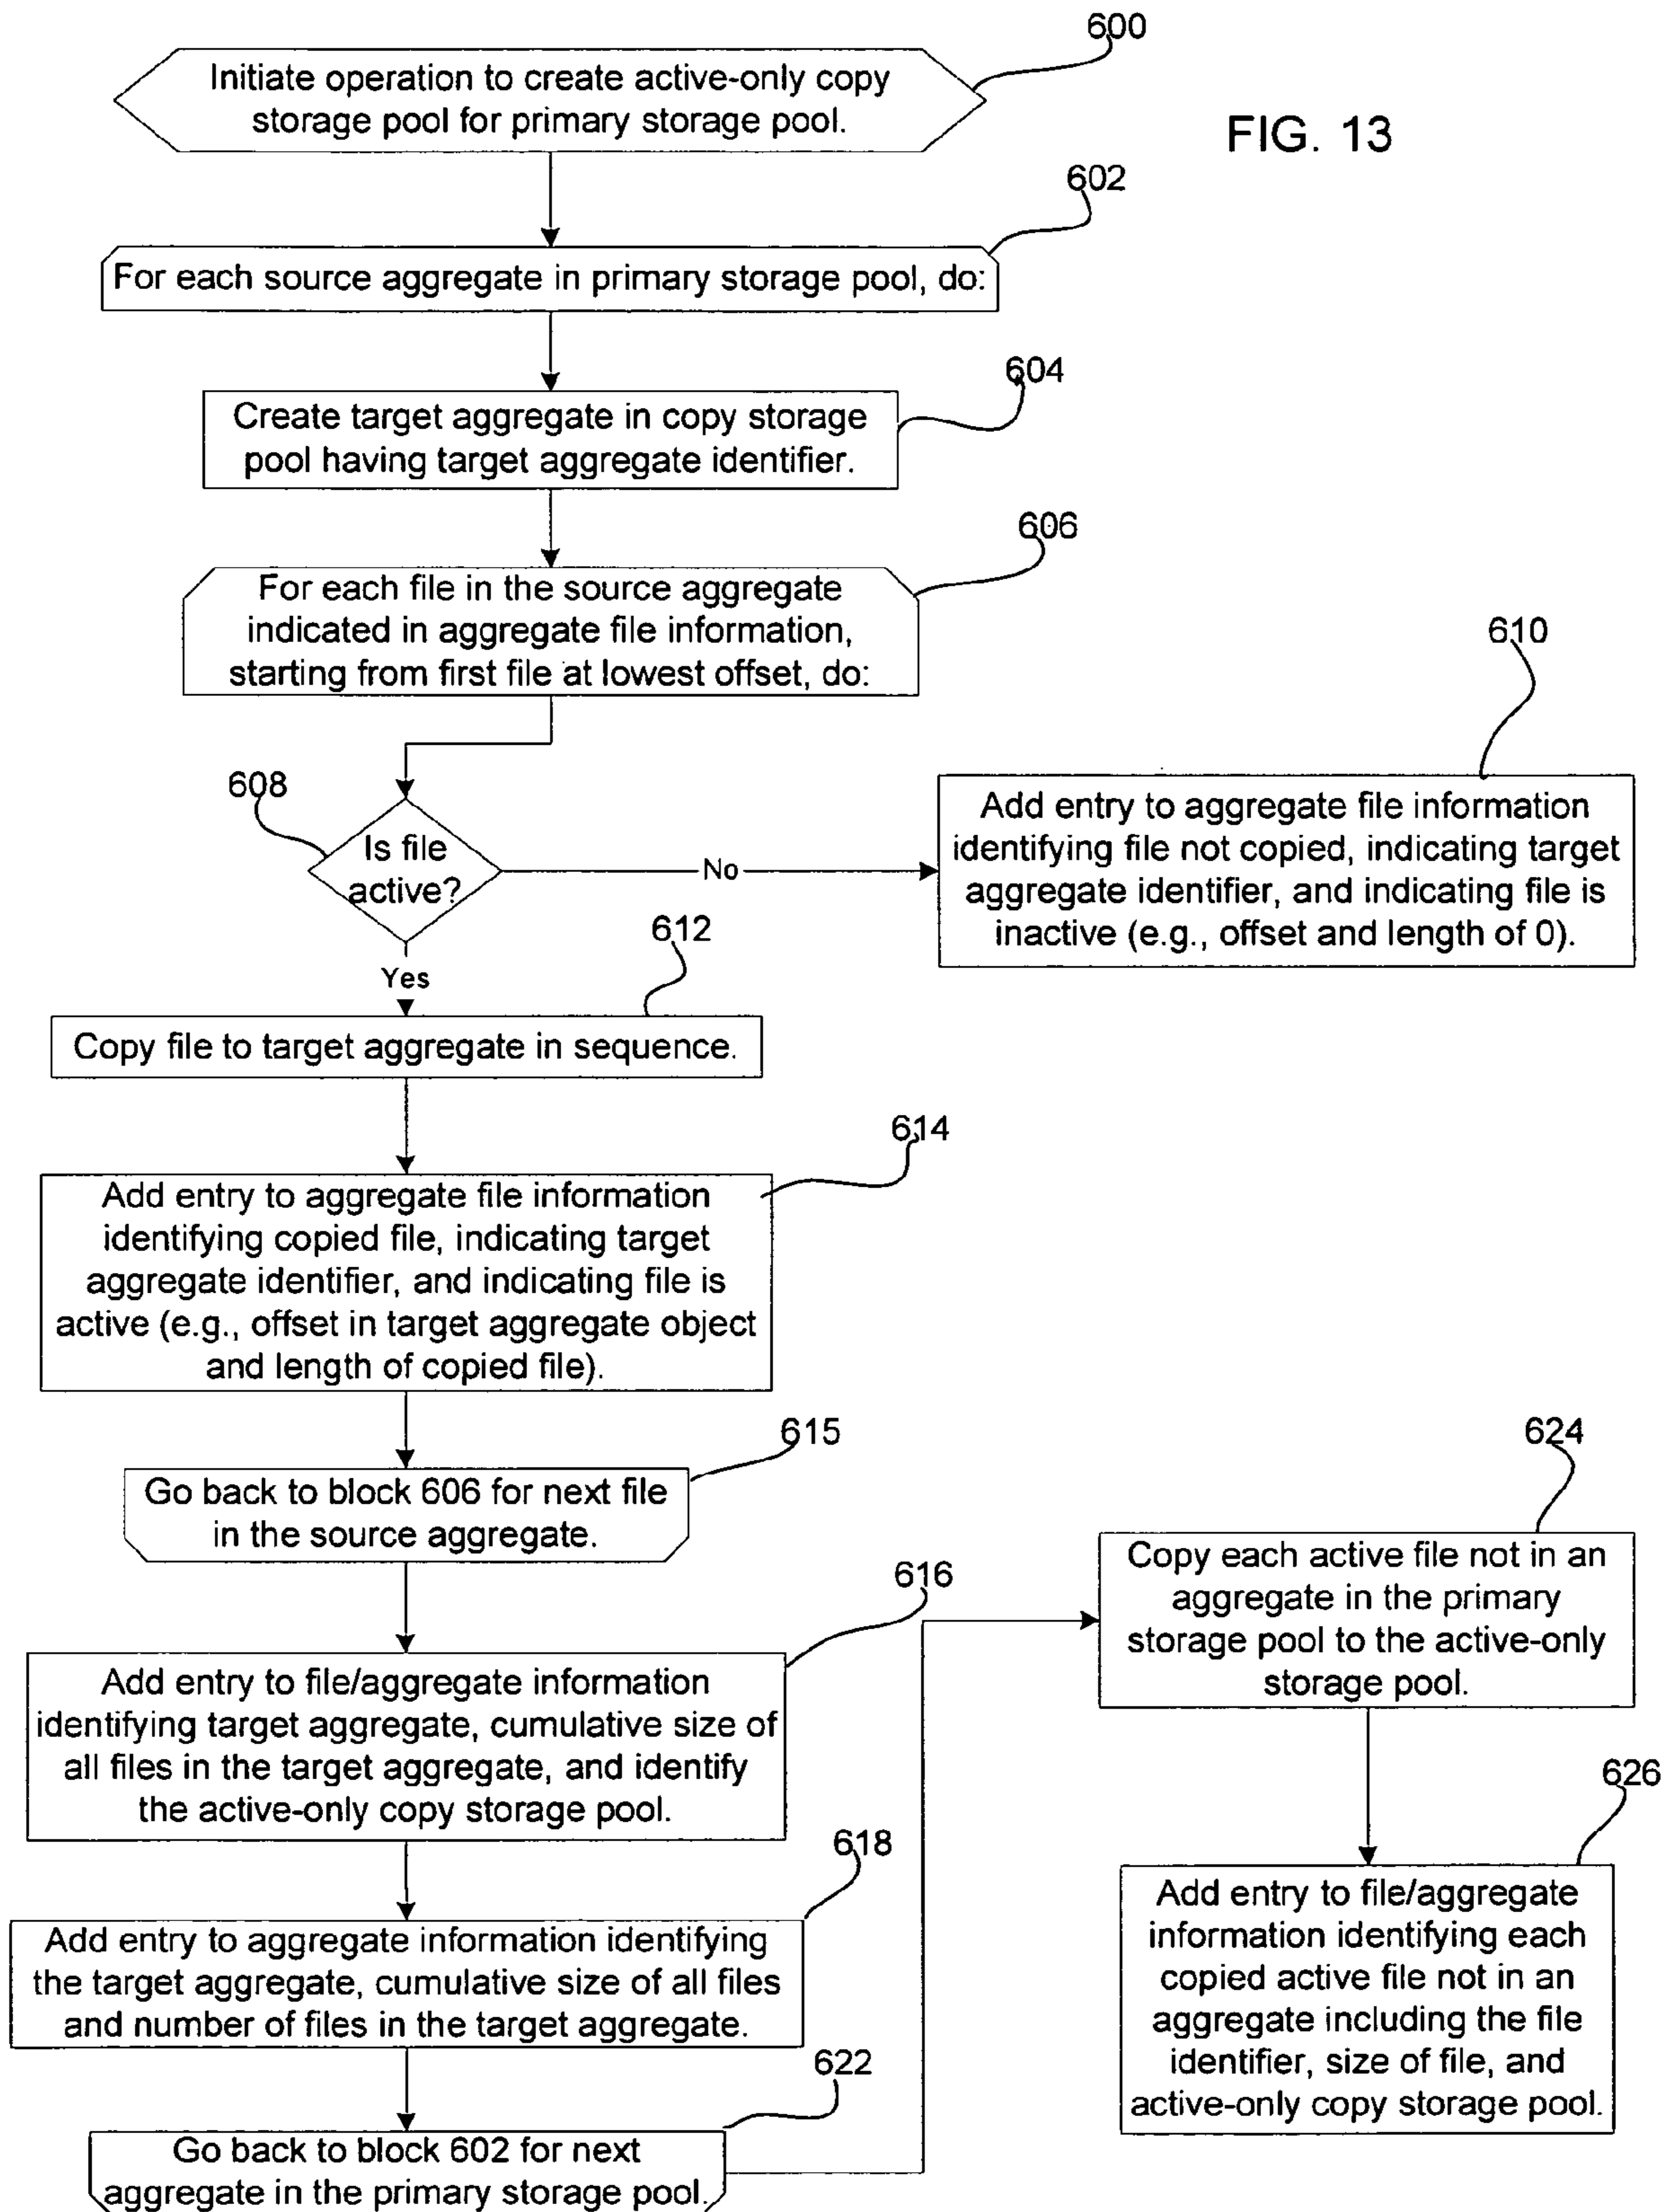 600
Initiate operation to create active-only copy
storage pool for primary storage pool.
FIG. 13
602
For each source aggregate in primary storage pool, do:
604
Create target aggregate in copy storage
pool having target aggregate identifier.
606
For each file in the source aggregate
indicated in aggregate file information,
starting from first file at lowest offset, do:
608
Is file
active?
No
610
Add entry to aggregate file information
identifying file not copied, indicating target
aggregate identifier, and indicating file is
inactive (e.g., offset and length of 0).
Yes
612
Copy file to target aggregate in sequence.
614
Add entry to aggregate file information
identifying copied file, indicating target
aggregate identifier, and indicating file is
active (e.g., offset in target aggregate object
and length of copied file).
615
Go back to block 606 for next file
in the source aggregate.
616
Add entry to file/aggregate information
identifying target aggregate, cumulative size of
all files in the target aggregate, and identify
the active-only copy storage pool.
618
Add entry to aggregate information identifying
the target aggregate, cumulative size of all files
and number of files in the target aggregate.
622
Go back to block 602 for next
aggregate in the primary storage pool.
624
Copy each active file not in an
aggregate in the primary
storage pool to the active-only
storage pool.
626
Add entry to file/aggregate
information identifying each
copied active file not in an
aggregate including the file
identifier, size of file, and
active-only copy storage pool.